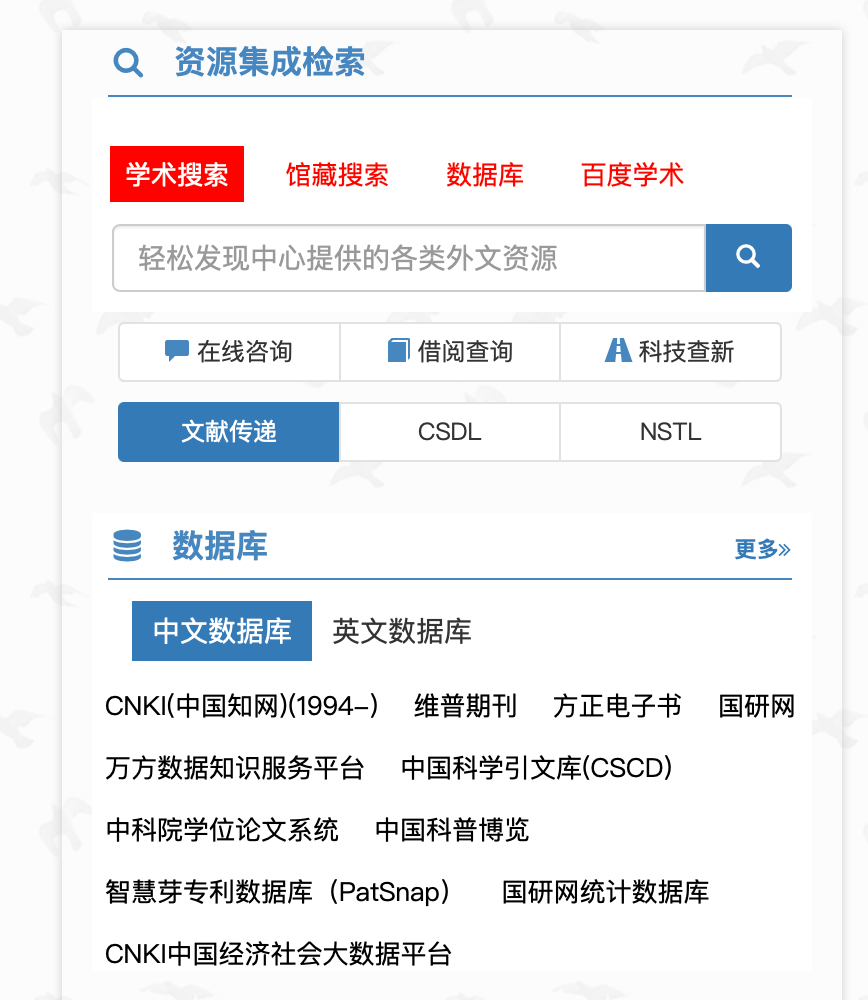 资源集成检索
学术搜索 馆藏搜索 数据库 百度学术
轻松发现中心提供的各类外文资源
在线咨询 借阅查询 科技查新
文献传递 CSDL NSTL
数据库 更多»
中文数据库 英文数据库
CNKI(中国知网)(1994–) 维普期刊 方正电子书 国研网
万方数据知识服务平台 中国科学引文库(CSCD)
中科院学位论文系统 中国科普博览
智慧芽专利数据库（PatSnap） 国研网统计数据库
CNKI中国经济社会大数据平台